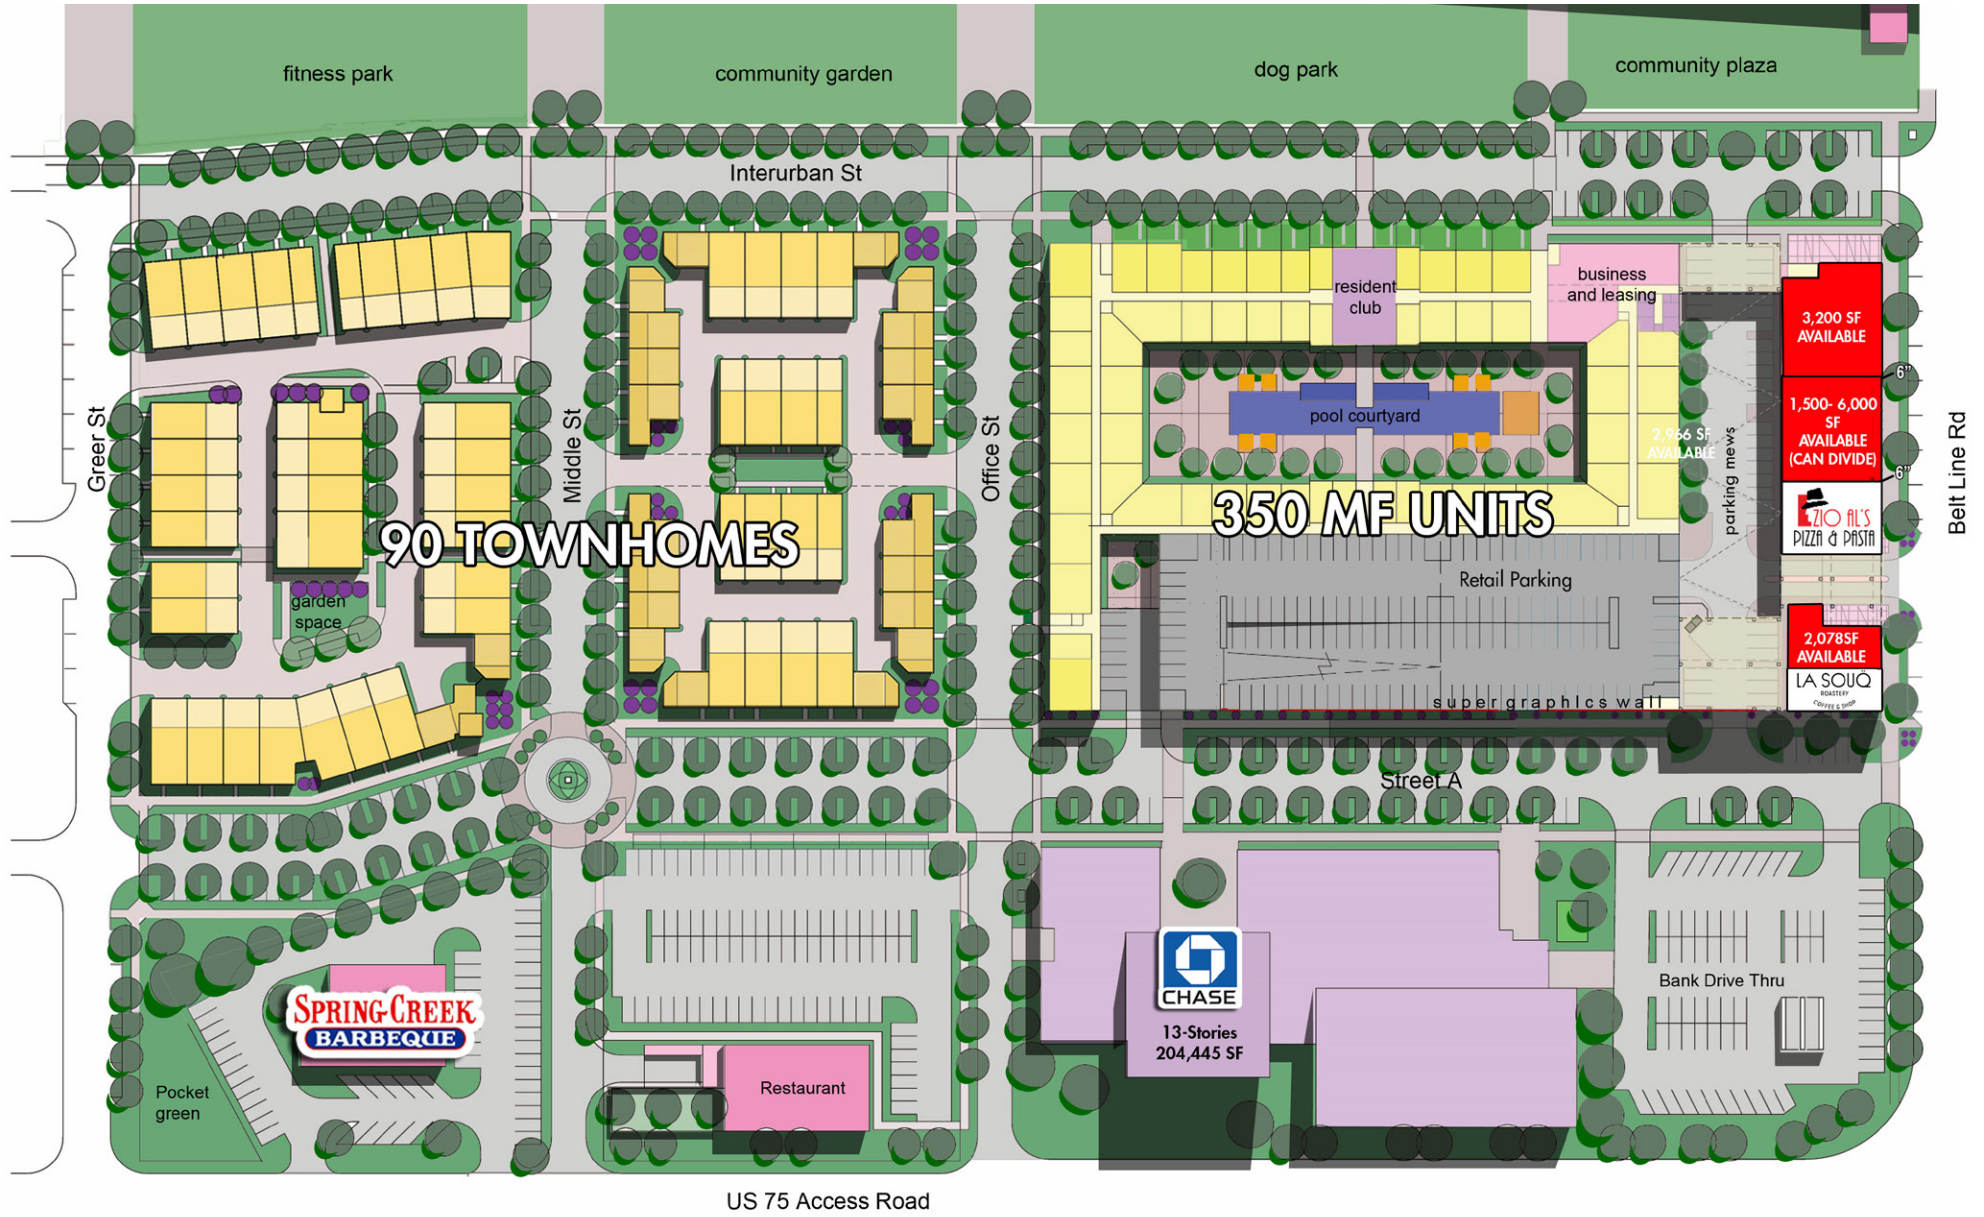 fitness park
community garden
dog park
community plaza
Interurban St
resident
club
business
and leasing
3,200 SF
AVAILABLE
6"
1,500- 6,000
SF
AVAILABLE
(CAN DIVIDE)
6"
pool courtyard
2,966 SF
AVAILABLE
parking mews
Greer St
Middle St
Office St
Belt Line Rd
ZIO AL'S
PIZZA & PASTA
90 TOWNHOMES
350 MF UNITS
Retail Parking
garden
space
2,078SF
AVAILABLE
LA SOUQ
ROASTERY
COFFEE & SHOP
super graphics wall
Street A
CHASE
13-Stories
204,445 SF
Bank Drive Thru
SPRING CREEK
BARBEQUE
Pocket
green
Restaurant
US 75 Access Road